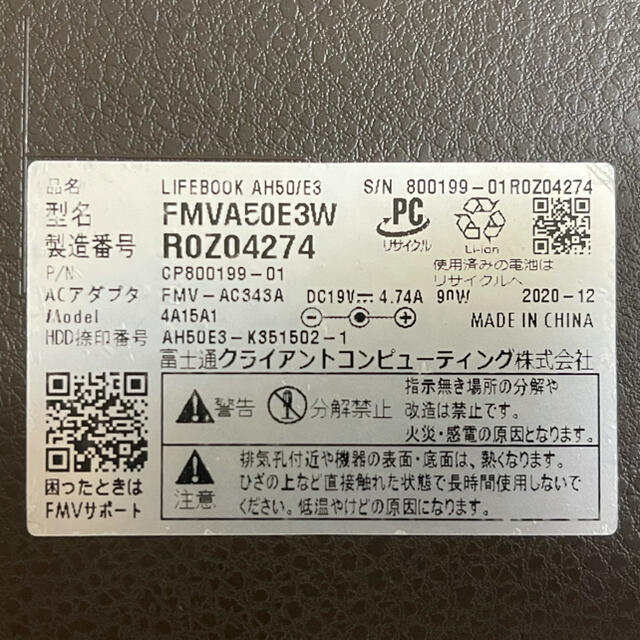 品名 LIFEBOOK AH50/E3 S/N 800199-01R0Z04274
型名 FMVA50E3W
製造番号 R0Z04274
PC
リサイクル
Li-ion
使用済みの電池は
リサイクルへ
P/N CP800199-01
ACアダプタ FMV-AC343A DC19V 4.74A 90W 2020-12
Model 4A15A1 MADE IN CHINA
HDD捺印番号 AH50E3-K351502-1
富士通クライアントコンピューティング株式会社
警告 分解禁止
指示無き場所の分解や
改造は禁止です。
火災・感電の原因となります。
注意
排気孔付近や機器の表面・底面は、熱くなります。
ひざの上など直接触れた状態で長時間使用しないで
ください。低温やけどの原因になります。
困ったときは
FMVサポート